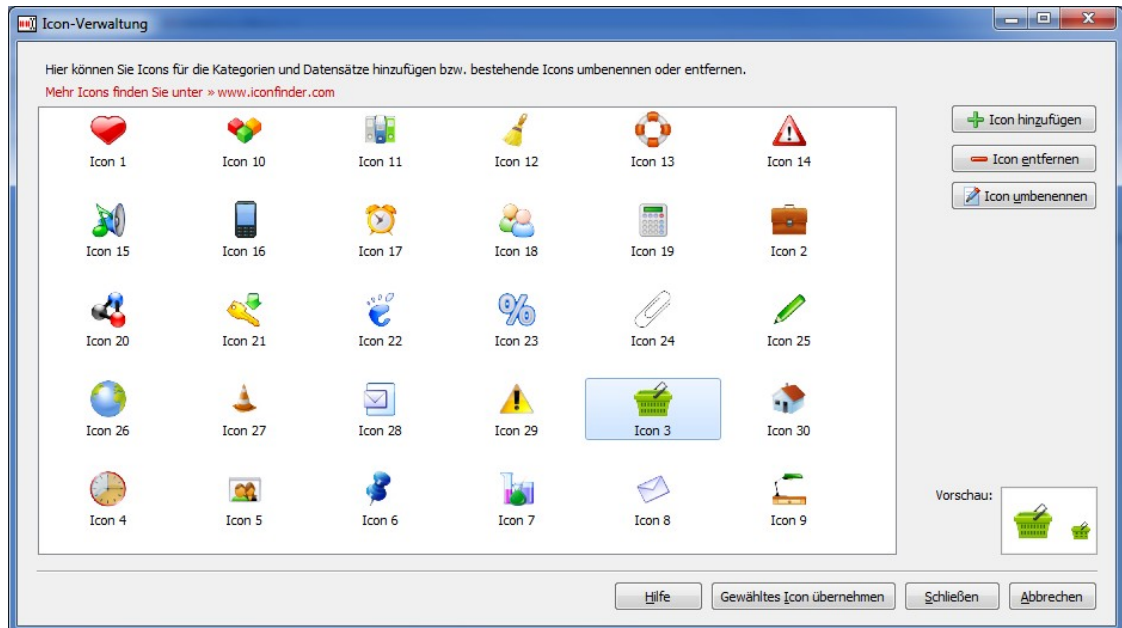 Icon-Verwaltung
Hier können Sie Icons für die Kategorien und Datensätze hinzufügen bzw. bestehende Icons umbenennen oder entfernen.
Mehr Icons finden Sie unter » www.iconfinder.com
Icon 1 Icon 10 Icon 11 Icon 12 Icon 13 Icon 14
Icon 15 Icon 16 Icon 17 Icon 18 Icon 19 Icon 2
Icon 20 Icon 21 Icon 22 Icon 23 Icon 24 Icon 25
Icon 26 Icon 27 Icon 28 Icon 29 Icon 3 Icon 30
Icon 4 Icon 5 Icon 6 Icon 7 Icon 8 Icon 9
Icon hinzufügen
Icon entfernen
Icon umbenennen
Vorschau:
Hilfe Gewähltes Icon übernehmen Schließen Abbrechen